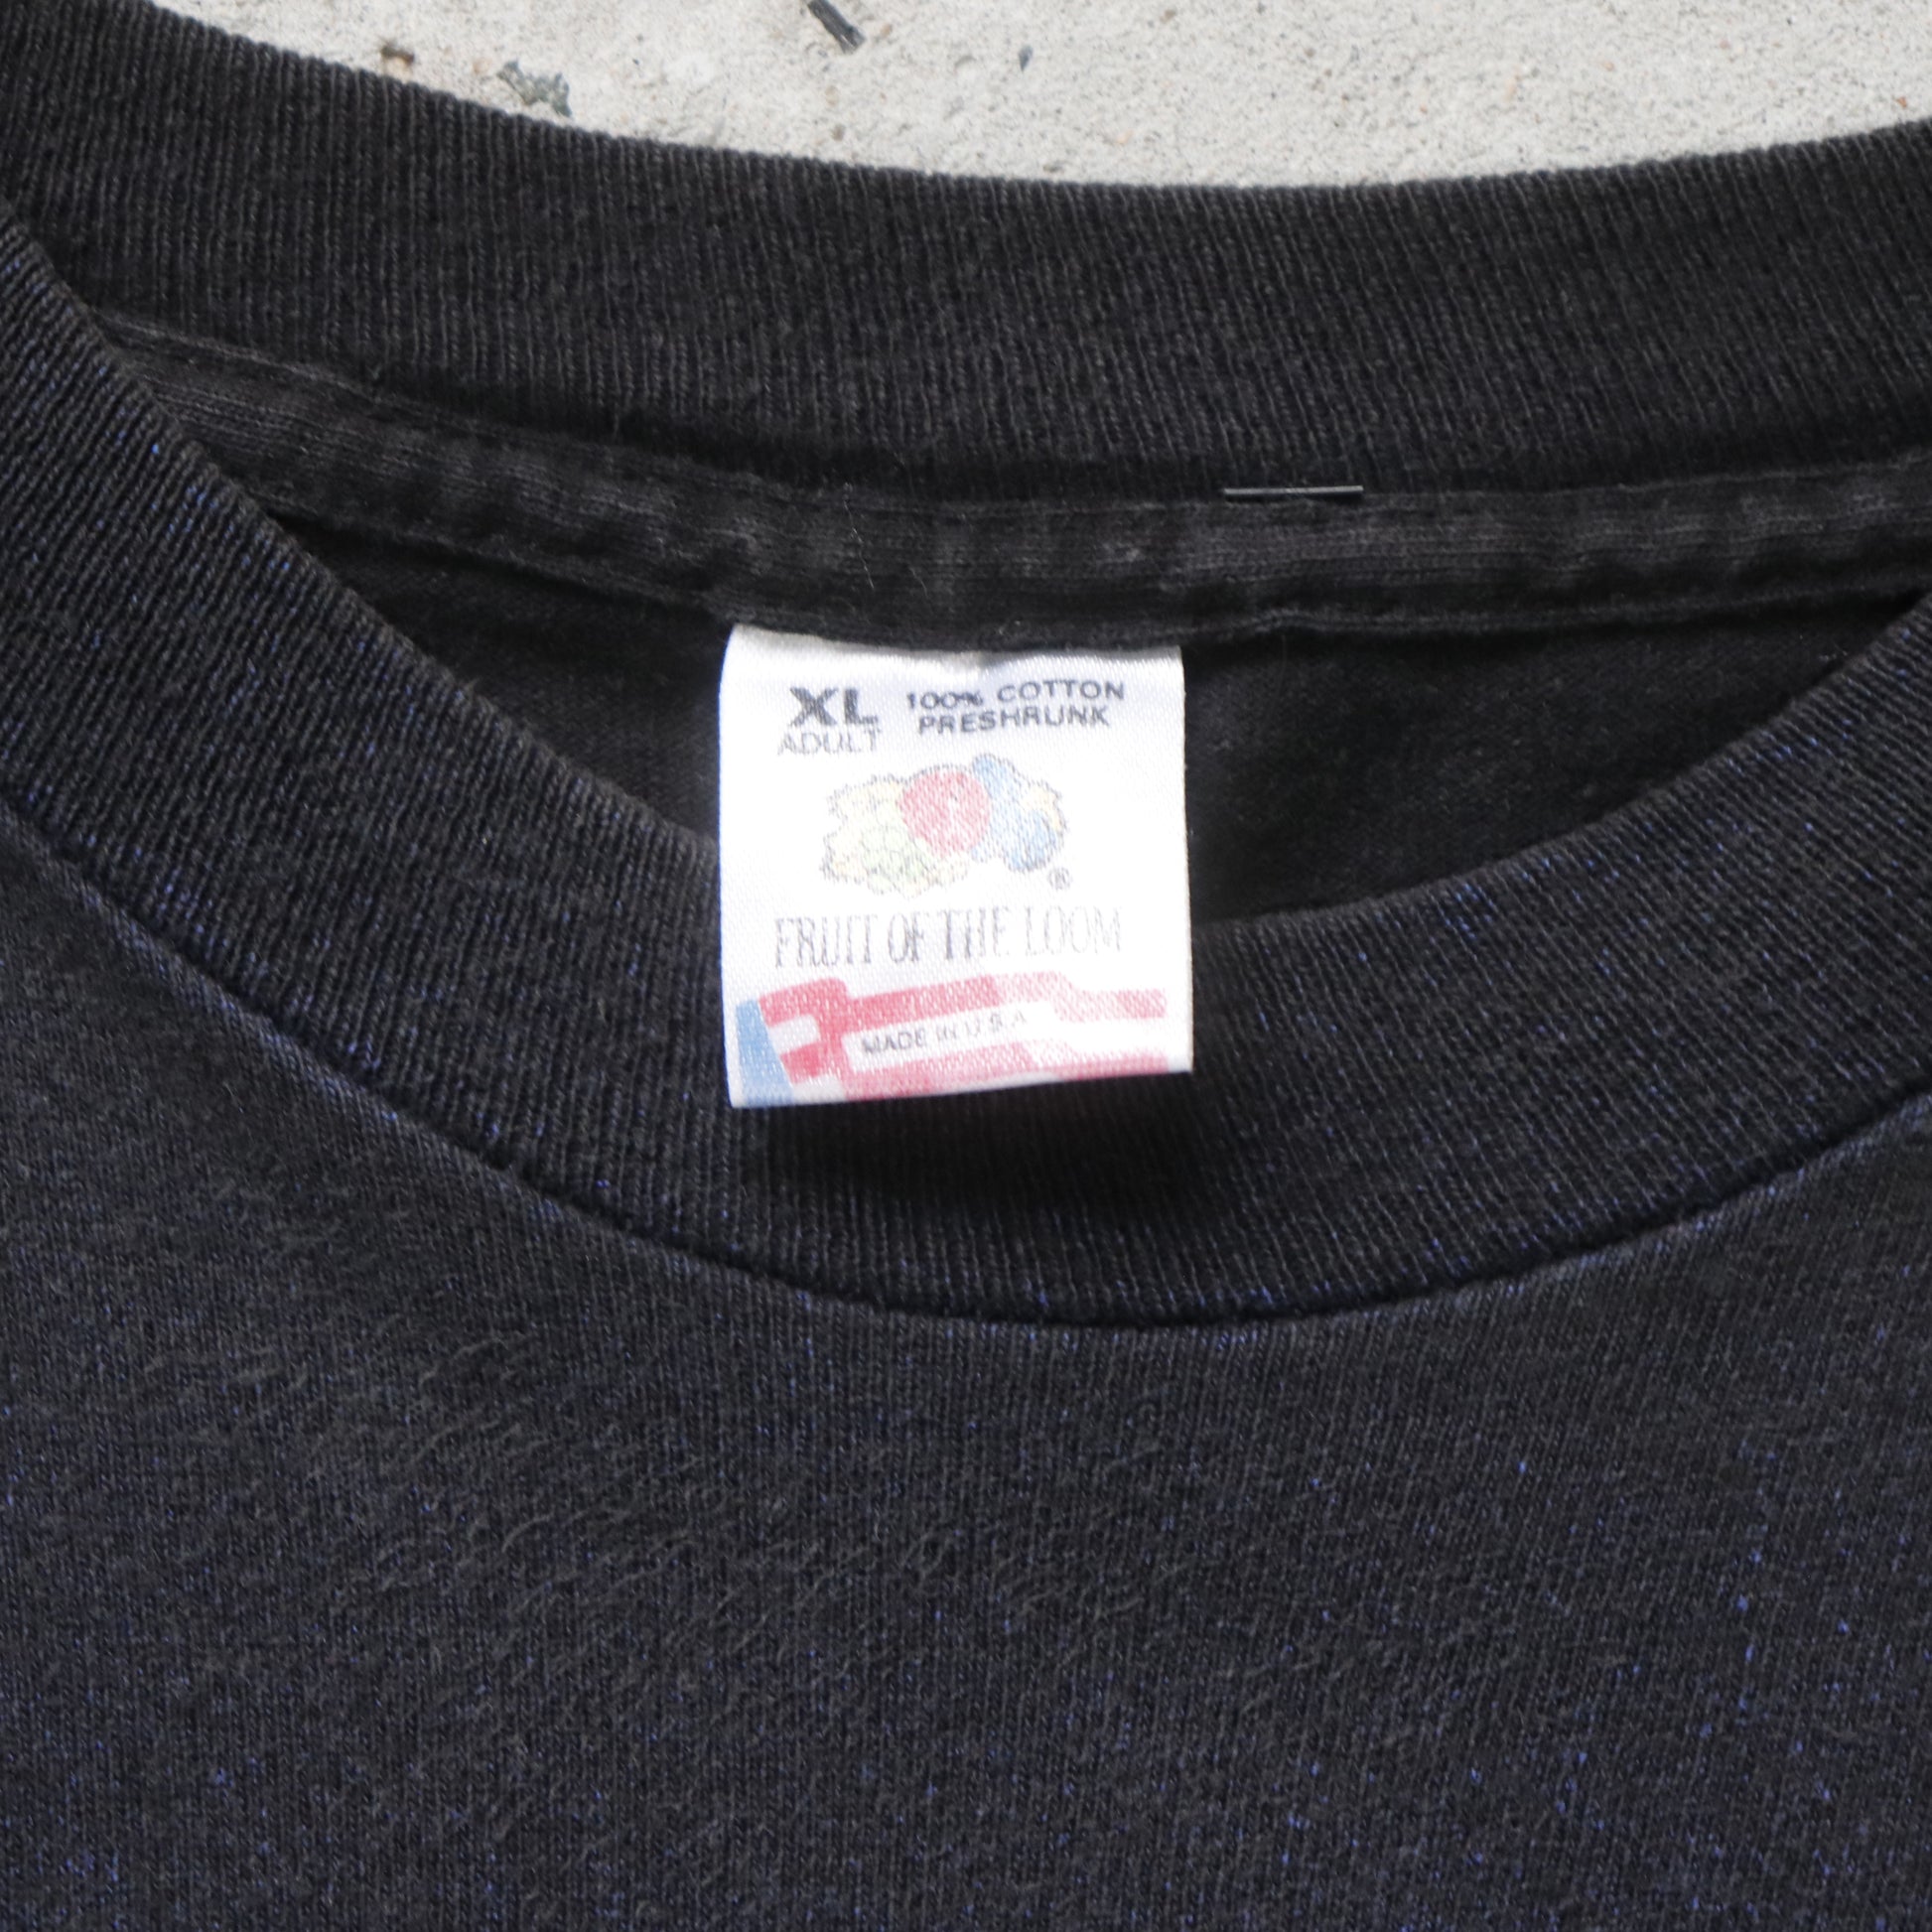 XL 100% COTTON
ADULT PRESHRUNK
®
FRUIT OF THE LOOM
MADE IN U.S.A